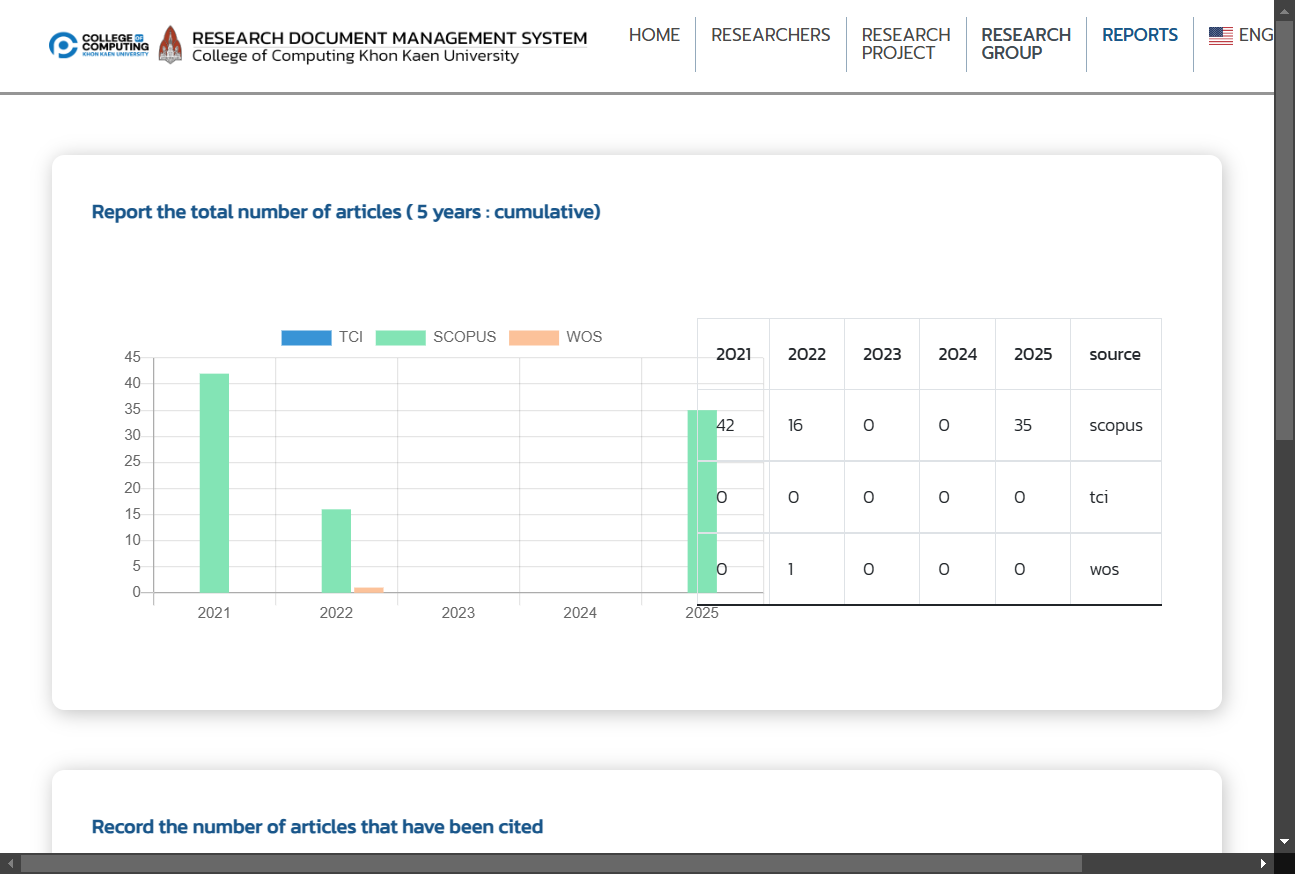 COLLEGE OF
COMPUTING
KHON KAEN UNIVERSITY
RESEARCH DOCUMENT MANAGEMENT SYSTEM
College of Computing Khon Kaen University
HOME
RESEARCHERS
RESEARCH
PROJECT
RESEARCH
GROUP
REPORTS
ENG
Report the total number of articles ( 5 years : cumulative)
TCI SCOPUS WOS
45
40
35
30
25
20
15
10
5
0
2021 2022 2023 2024 2025
2021 2022 2023 2024 2025 source
42 16 0 0 35 scopus
0 0 0 0 0 tci
0 1 0 0 0 wos
Record the number of articles that have been cited